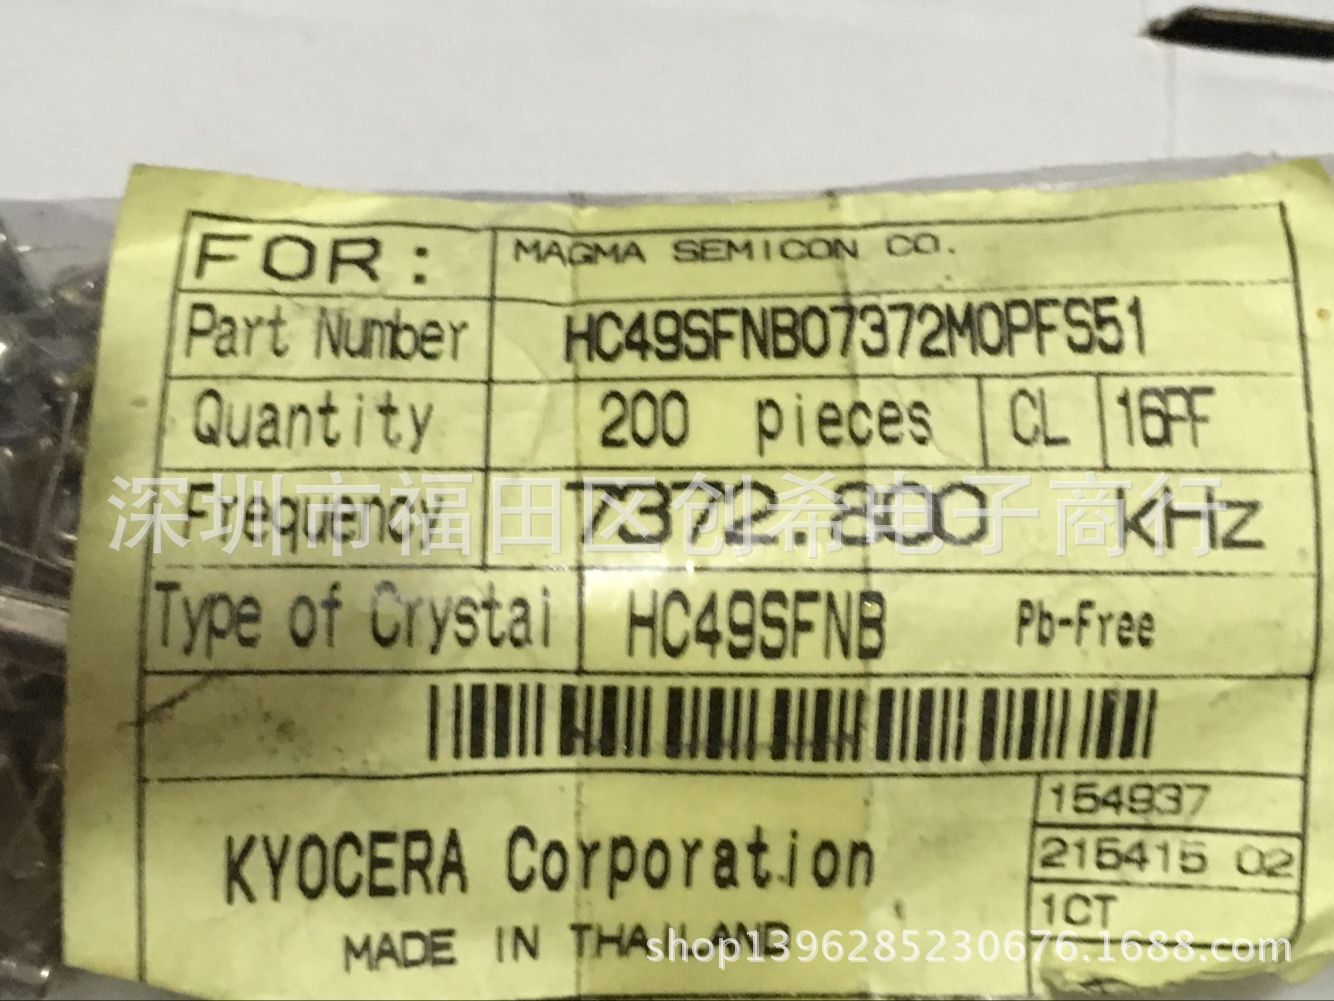 FOR: MAGMA SEMICON CO.
Part Number HC49SFNB07372M0PFS51
Quantity 200 pieces CL 16PF
Frequency 7372.800 KHz
深圳市福田区创希电子商行
Type of Crystal HC49SFNB Pb-Free
154937
KYOCERA Corporation 215415 02
1CT
MADE IN THAILAND
shop1396285230676.1688.com